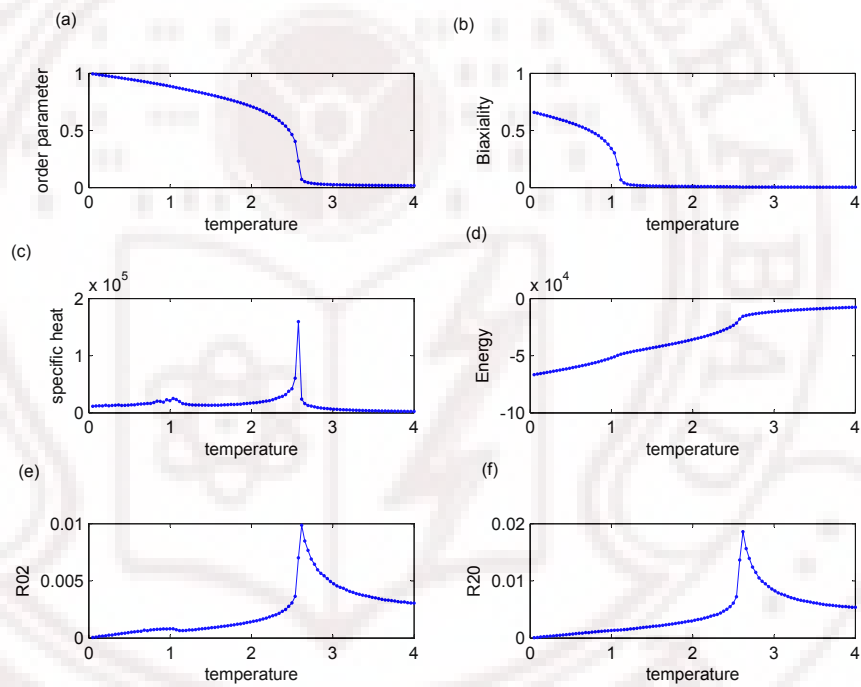 (a)
order parameter
1
0.5
0
0 1 2 3 4
temperature
(b)
Biaxiality
1
0.5
0
0 1 2 3 4
temperature
(c)
x 10^5
specific heat
2
1
0
0 1 2 3 4
temperature
(d)
x 10^4
Energy
0
-5
-10
0 1 2 3 4
temperature
(e)
R02
0.01
0.005
0
0 1 2 3 4
temperature
(f)
R20
0.02
0.01
0
0 1 2 3 4
temperature